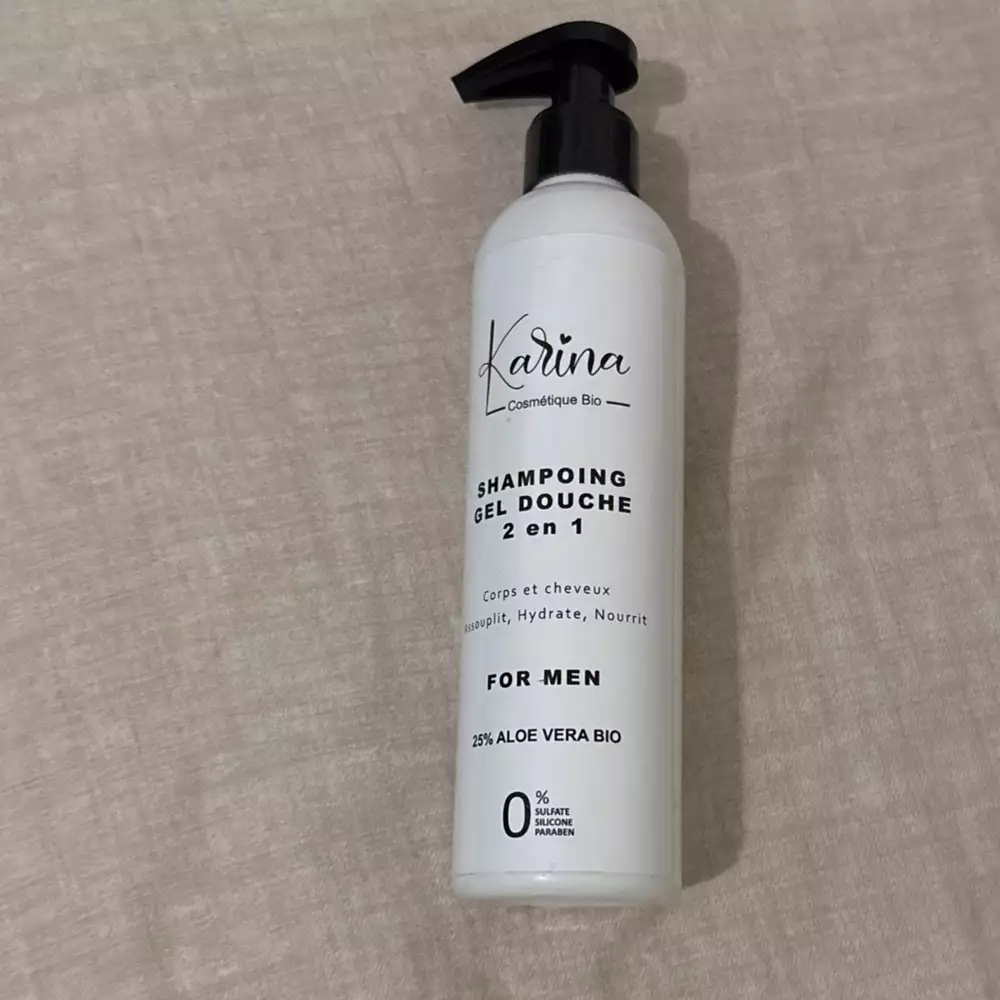 Karina
Cosmétique Bio
SHAMPOING
GEL DOUCHE
2 en 1
Corps et cheveux
Assouplit, Hydrate, Nourrit
FOR MEN
25% ALOE VERA BIO
0%
SULFATE
SILICONE
PARABEN